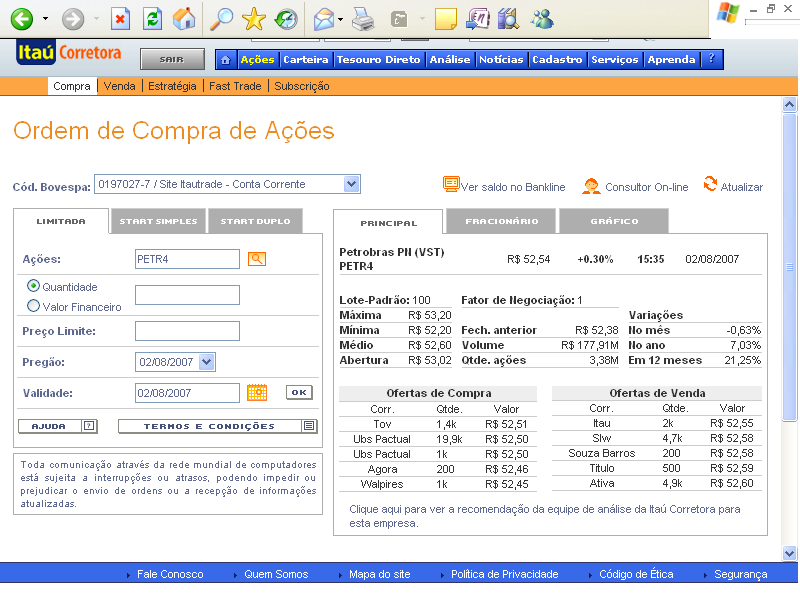 Itaú Corretora
SAIR
Ações Carteira Tesouro Direto Análise Notícias Cadastro Serviços Aprenda ?
Compra Venda Estratégia Fast Trade Subscrição
Ordem de Compra de Ações
Cód. Bovespa: 0197027-7 / Site Itautrade - Conta Corrente
Ver saldo no Bankline Consultor On-line Atualizar
LIMITADA START SIMPLES START DUPLO
PRINCIPAL FRACIONÁRIO GRÁFICO
Ações: PETR4
Quantidade
Valor Financeiro
Preço Limite:
Pregão: 02/08/2007
Validade: 02/08/2007 OK
AJUDA ? TERMOS E CONDIÇÕES
Toda comunicação através da rede mundial de computadores
está sujeita a interrupções ou atrasos, podendo impedir ou
prejudicar o envio de ordens ou a recepção de informações
atualizadas.
Petrobras PN (VST)
PETR4 R$ 52,54 +0.30% 15:35 02/08/2007
Lote-Padrão: 100 Fator de Negociação: 1
Máxima R$ 53,20 Variações
Mínima R$ 52,20 Fech. anterior R$ 52,38 No mês -0,63%
Médio R$ 52,60 Volume R$ 177,91M No ano 7,03%
Abertura R$ 53,02 Qtde. ações 3,38M Em 12 meses 21,25%
Ofertas de Compra
Corr. Qtde. Valor
Tov 1,4k R$ 52,51
Ubs Pactual 19,9k R$ 52,50
Ubs Pactual 1k R$ 52,50
Agora 200 R$ 52,46
Walpires 1k R$ 52,45
Ofertas de Venda
Corr. Qtde. Valor
Itau 2k R$ 52,55
Slw 4,7k R$ 52,58
Souza Barros 200 R$ 52,58
Titulo 500 R$ 52,59
Ativa 4,9k R$ 52,60
Clique aqui para ver a recomendação da equipe de análise da Itaú Corretora para
esta empresa.
Fale Conosco Quem Somos Mapa do site Política de Privacidade Código de Ética Segurança